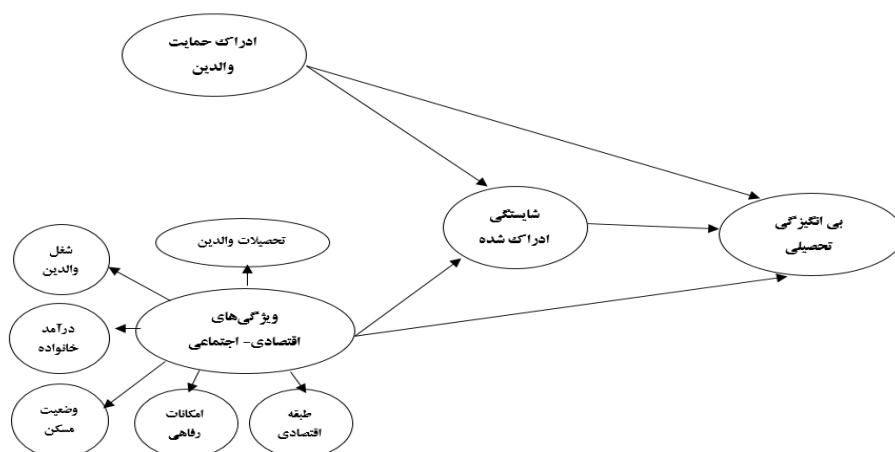 ادراک حمایت
والدین
شایستگی
ادراک شده
بی انگیزگی
تحصیلی
تحصیلات والدین
شغل
والدین
ویژگی‌های
اقتصادی- اجتماعی
درآمد
خانواده
وضعیت
مسکن
امکانات
رفاهی
طبقه
اقتصادی